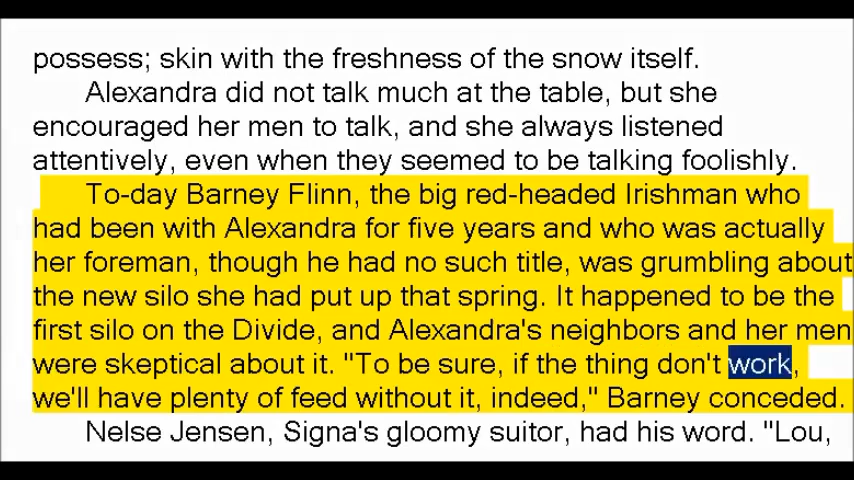 possess; skin with the freshness of the snow itself.
Alexandra did not talk much at the table, but she
encouraged her men to talk, and she always listened
attentively, even when they seemed to be talking foolishly.
To-day Barney Flinn, the big red-headed Irishman who
had been with Alexandra for five years and who was actually
her foreman, though he had no such title, was grumbling about
the new silo she had put up that spring. It happened to be the
first silo on the Divide, and Alexandra's neighbors and her men
were skeptical about it. "To be sure, if the thing don't work,
we'll have plenty of feed without it, indeed," Barney conceded.
Nelse Jensen, Signa's gloomy suitor, had his word. "Lou,